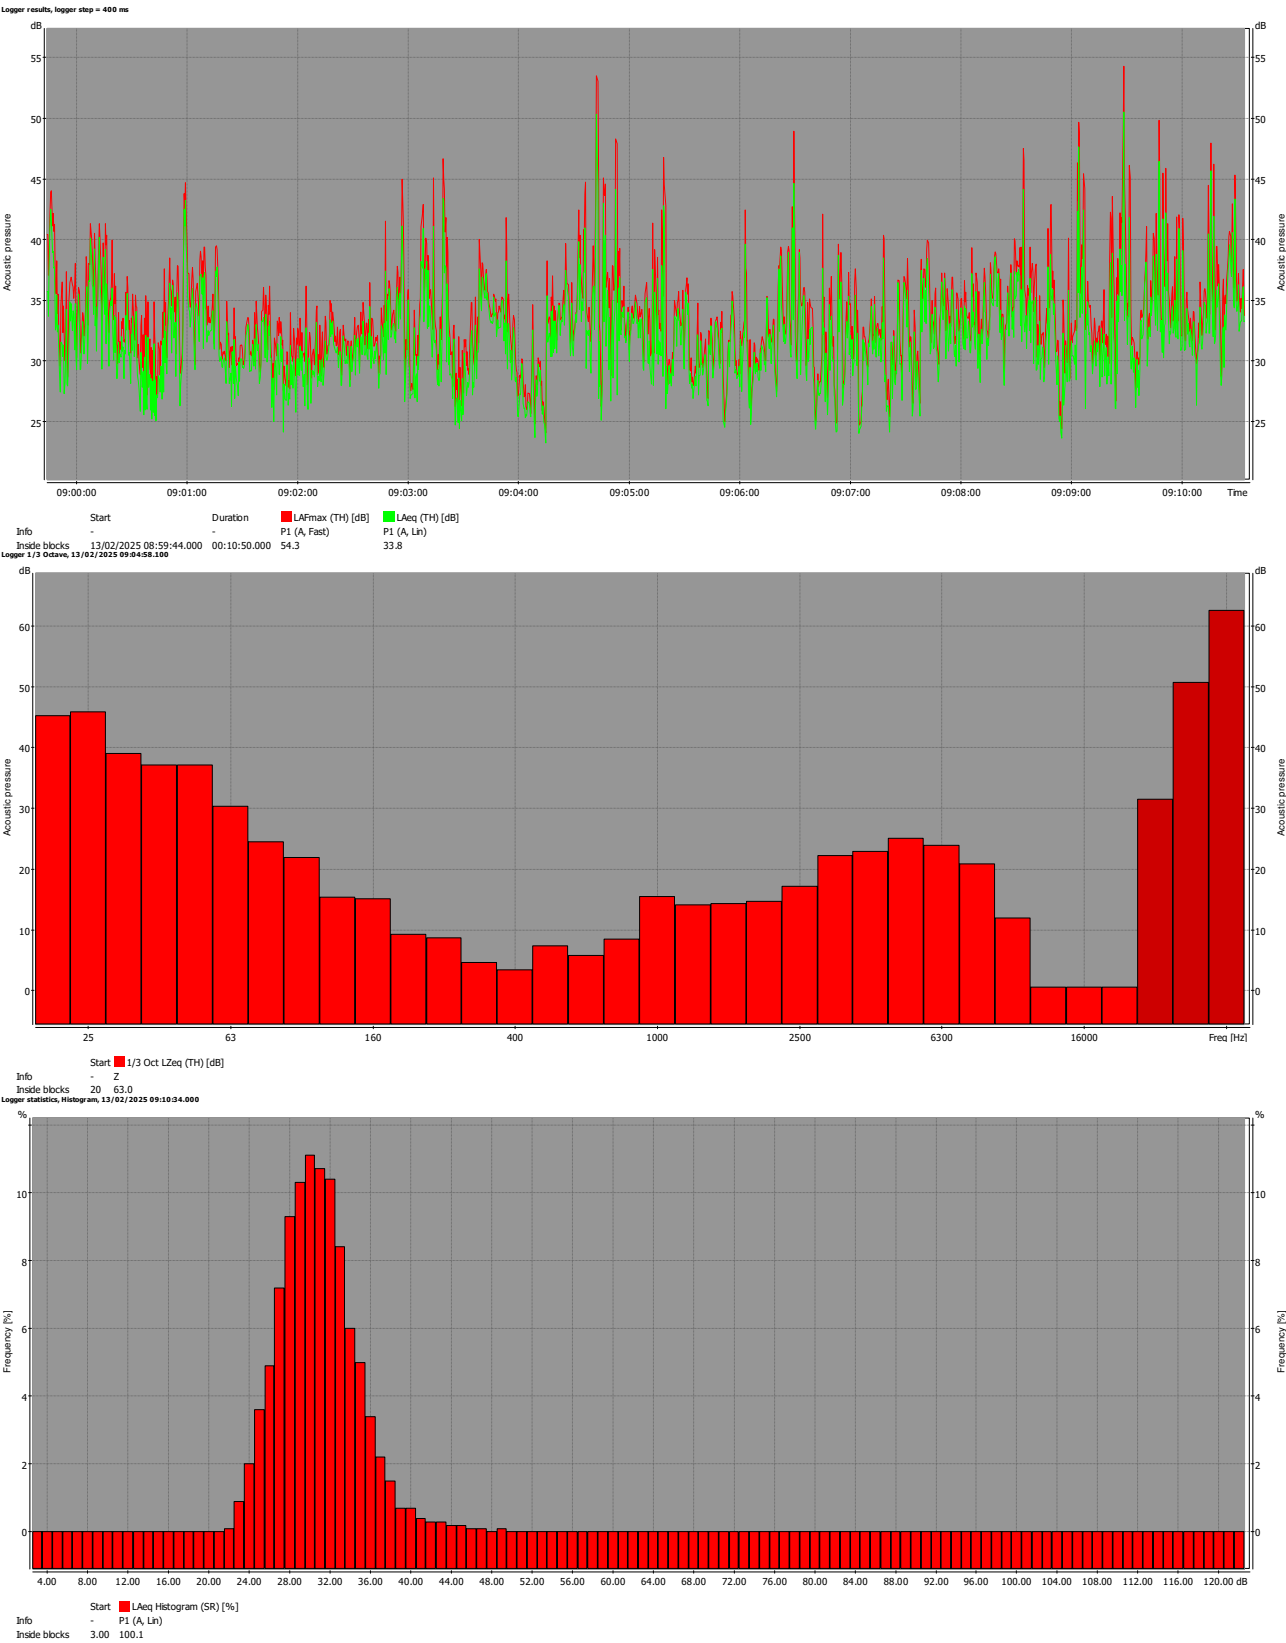 Logger results, logger step = 400 ms
dB dB
55 55
50 50
45 45
40 40
Acoustic pressure Acoustic pressure
35 35
30 30
25 25
09:00:00 09:01:00 09:02:00 09:03:00 09:04:00 09:05:00 09:06:00 09:07:00 09:08:00 09:09:00 09:10:00 Time
Start Duration LAFmax (TH) [dB] LAeq (TH) [dB]
Info - - P1 (A, Fast) P1 (A, Lin)
Inside blocks 13/02/2025 08:59:44.000 00:10:50.000 54.3 33.8
Logger 1/3 Octave, 13/02/2025 09:04:58.100
dB dB
60 60
50 50
40 40
Acoustic pressure Acoustic pressure
30 30
20 20
10 10
0 0
25 63 160 400 1000 2500 6300 16000 Freq [Hz]
Start 1/3 Oct LZeq (TH) [dB]
Info - Z
Inside blocks 20 63.0
Logger statistics, Histogram, 13/02/2025 09:10:34.000
% %
10 10
8 8
6 6
Frequency [%] Frequency [%]
4 4
2 2
0 0
4.00 8.00 12.00 16.00 20.00 24.00 28.00 32.00 36.00 40.00 44.00 48.00 52.00 56.00 60.00 64.00 68.00 72.00 76.00 80.00 84.00 88.00 92.00 96.00 100.00 104.00 108.00 112.00 116.00 120.00 dB
Start LAeq Histogram (SR) [%]
Info - P1 (A, Lin)
Inside blocks 3.00 100.1